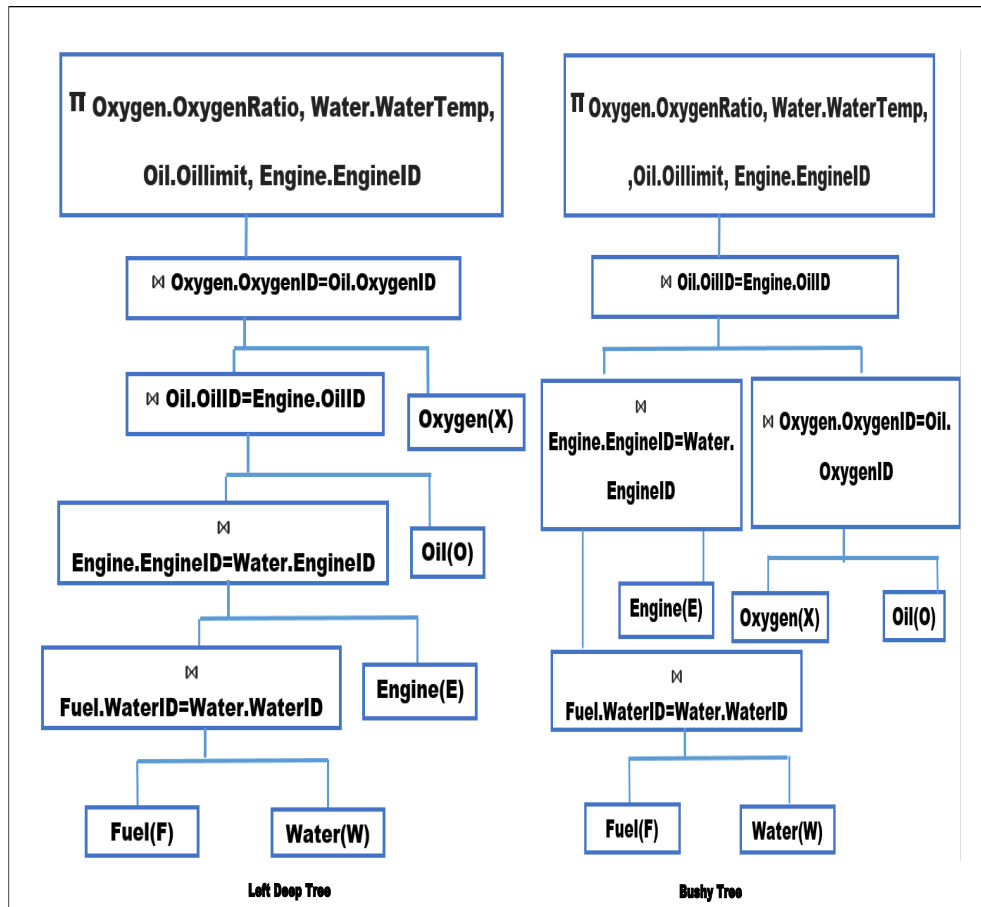 π Oxygen.OxygenRatio, Water.WaterTemp,
Oil.Oillimit, Engine.EngineID
⋈ Oxygen.OxygenID=Oil.OxygenID
⋈ Oil.OilID=Engine.OilID
Oxygen(X)
⋈
Engine.EngineID=Water.EngineID
Oil(O)
⋈
Fuel.WaterID=Water.WaterID
Engine(E)
Fuel(F)
Water(W)
Left Deep Tree
π Oxygen.OxygenRatio, Water.WaterTemp,
,Oil.Oillimit, Engine.EngineID
⋈ Oil.OilID=Engine.OilID
⋈
Engine.EngineID=Water.
EngineID
⋈ Oxygen.OxygenID=Oil.
OxygenID
Engine(E)
Oxygen(X)
Oil(O)
⋈
Fuel.WaterID=Water.WaterID
Fuel(F)
Water(W)
Bushy Tree